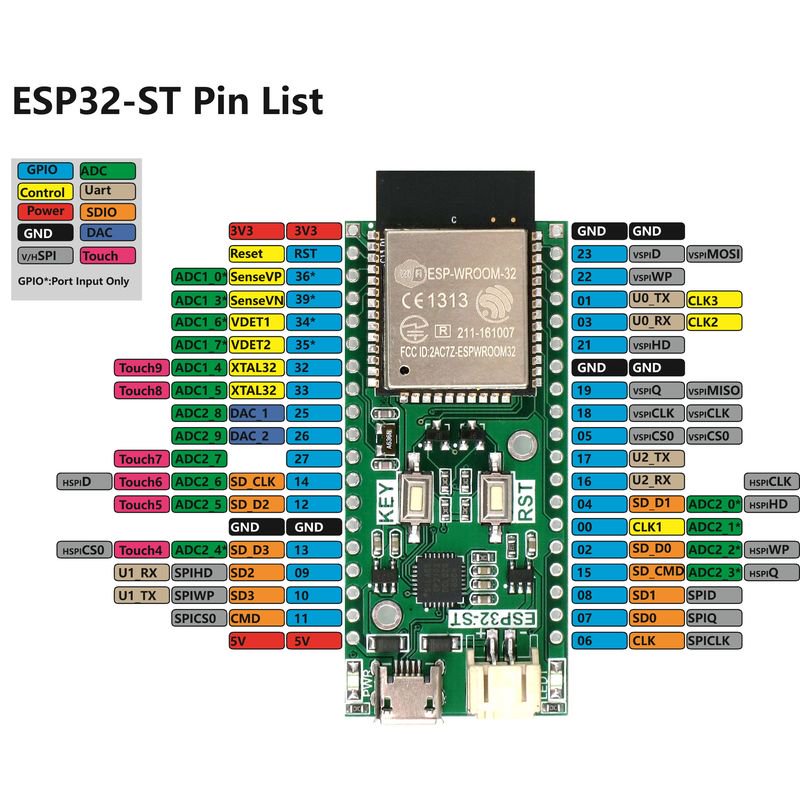 ESP32-ST Pin List
GPIO ADC
Control Uart
Power SDIO
GND DAC
V/HSPI Touch
GPIO*:Port Input Only
3V3 3V3
Reset RST
ADC1_0* SenseVP 36*
ADC1_3* SenseVN 39*
ADC1_6* VDET1 34*
ADC1_7* VDET2 35*
Touch9 ADC1_4 XTAL32 32
Touch8 ADC1_5 XTAL32 33
ADC2_8 DAC_1 25
ADC2_9 DAC_2 26
Touch7 ADC2_7 27
HSPID Touch6 ADC2_6 SD_CLK 14
Touch5 ADC2_5 SD_D2 12
GND GND
HSPICS0 Touch4 ADC2_4* SD_D3 13
U1_RX SPIHD SD2 09
U1_TX SPIWP SD3 10
SPICS0 CMD 11
5V 5V
C
ESP-WROOM-32
CE1313
R 211-161007
FCC ID:2AC7Z-ESPWROOM32
KEY
RST
ESP32-ST
PWR
+ -
GND GND
23 VSPID VSPIMOSI
22 VSPIWP
01 U0_TX CLK3
03 U0_RX CLK2
21 VSPIHD
GND GND
19 VSPIQ VSPIMISO
18 VSPICLK VSPICLK
05 VSPICS0 VSPICS0
17 U2_TX
16 U2_RX HSPICLK
04 SD_D1 ADC2_0* HSPIHD
00 CLK1 ADC2_1*
02 SD_D0 ADC2_2* HSPIWP
15 SD_CMD ADC2_3* HSPIQ
08 SD1 SPID
07 SD0 SPIQ
06 CLK SPICLK